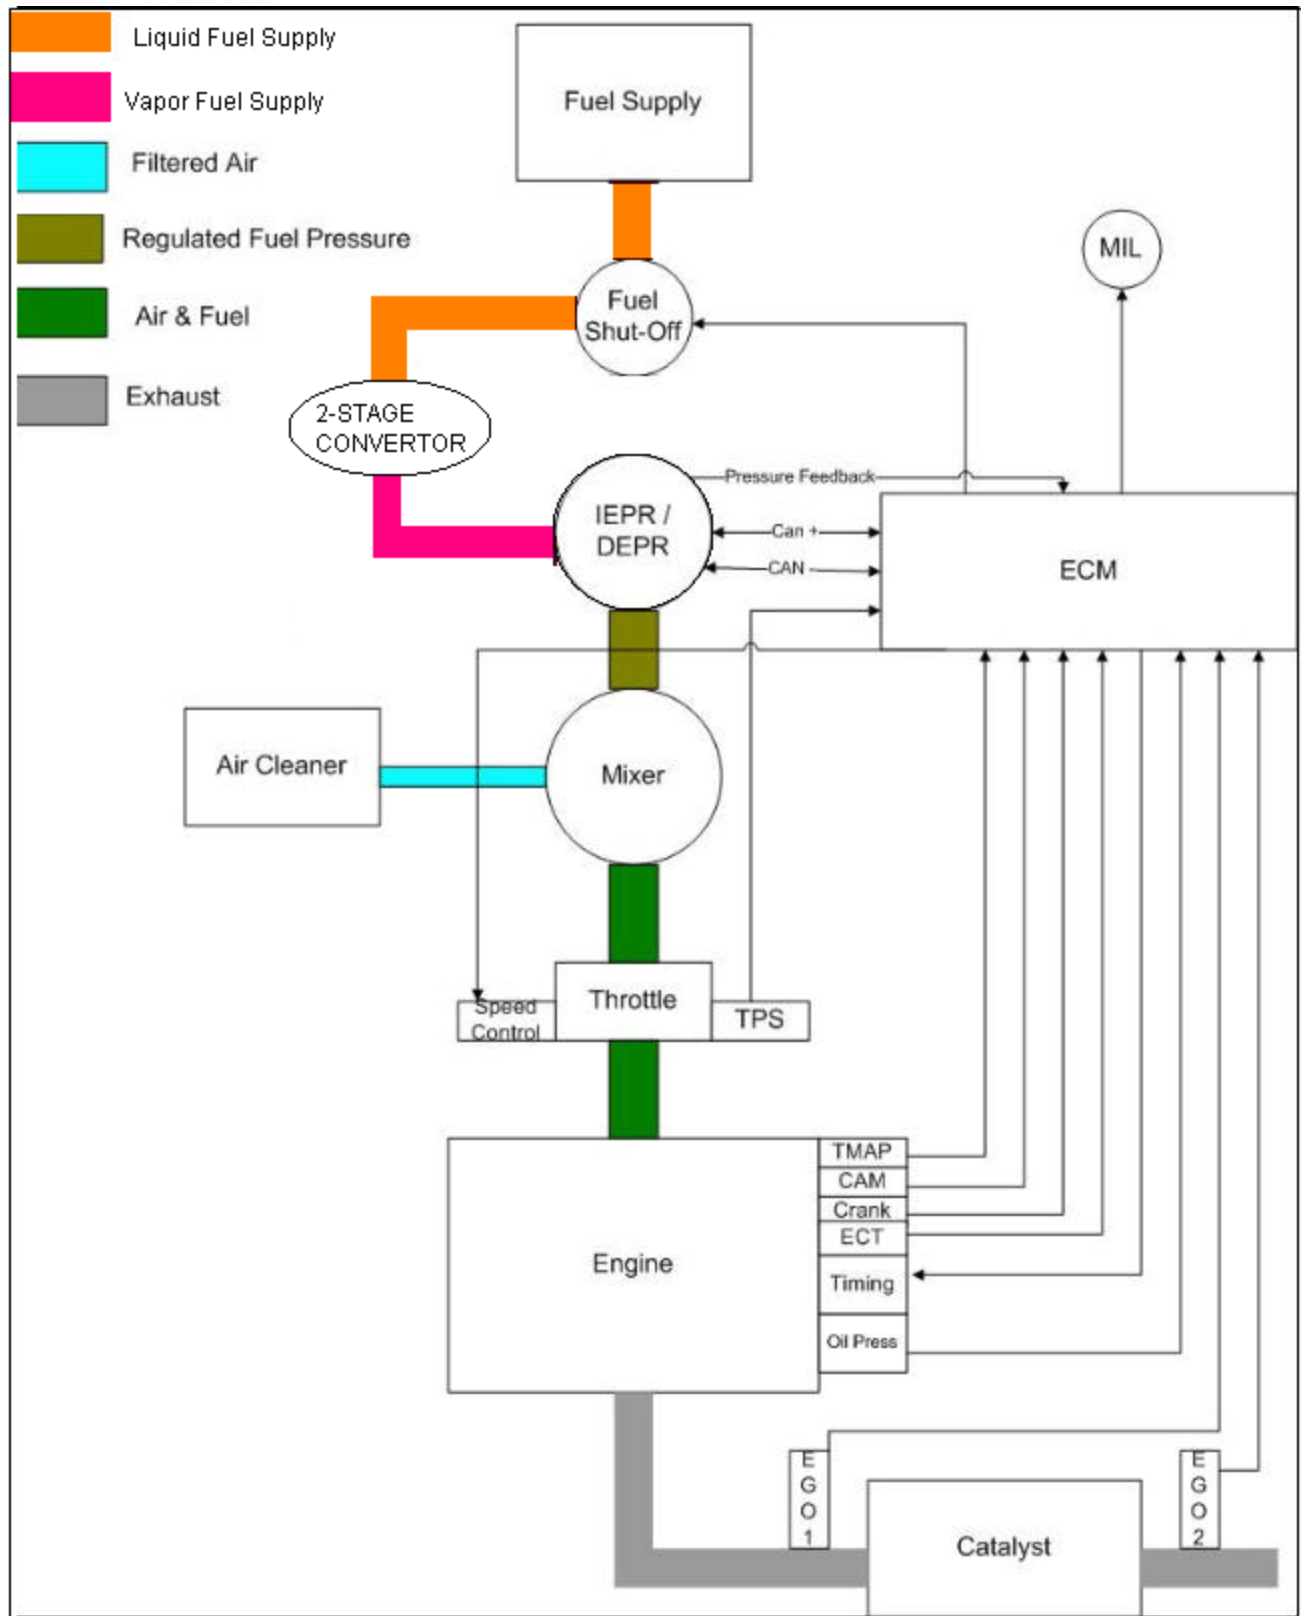 Liquid Fuel Supply
Vapor Fuel Supply
Filtered Air
Regulated Fuel Pressure
Air & Fuel
Exhaust
Fuel Supply
MIL
Fuel
Shut-Off
2-STAGE
CONVERTOR
IEPR /
DEPR
Pressure Feedback
Can +
CAN
ECM
Air Cleaner
Mixer
Speed
Control
Throttle
TPS
TMAP
CAM
Crank
ECT
Engine
Timing
Oil Press
E
G
O
1
E
G
O
2
Catalyst